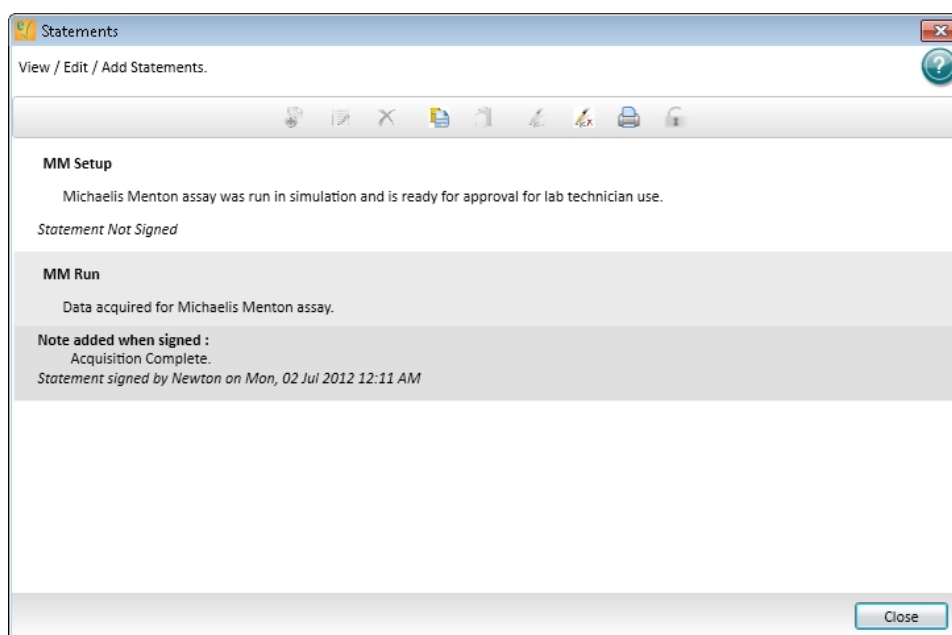 Statements
View / Edit / Add Statements.
?
MM Setup
Michaelis Menton assay was run in simulation and is ready for approval for lab technician use.
Statement Not Signed
MM Run
Data acquired for Michaelis Menton assay.
Note added when signed :
Acquisition Complete.
Statement signed by Newton on Mon, 02 Jul 2012 12:11 AM
Close